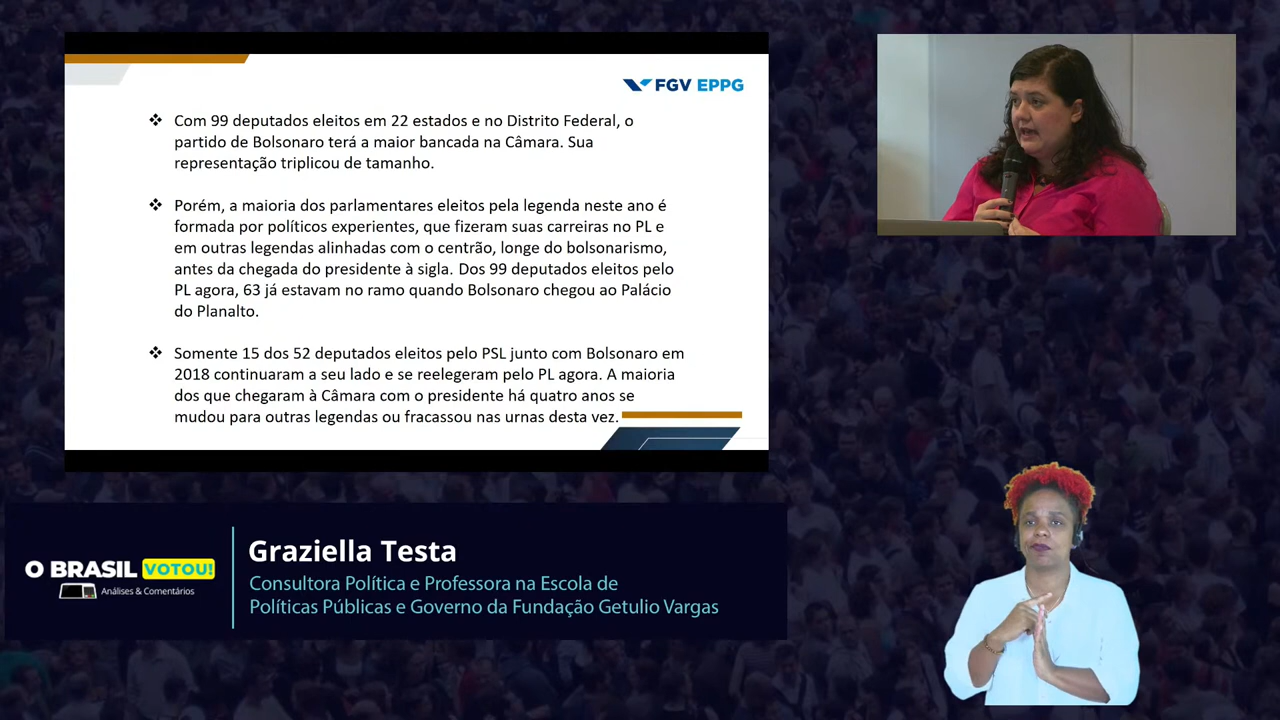 FGV EPPG
❖ Com 99 deputados eleitos em 22 estados e no Distrito Federal, o
partido de Bolsonaro terá a maior bancada na Câmara. Sua
representação triplicou de tamanho.
❖ Porém, a maioria dos parlamentares eleitos pela legenda neste ano é
formada por políticos experientes, que fizeram suas carreiras no PL e
em outras legendas alinhadas com o centrão, longe do bolsonarismo,
antes da chegada do presidente à sigla. Dos 99 deputados eleitos pelo
PL agora, 63 já estavam no ramo quando Bolsonaro chegou ao Palácio
do Planalto.
❖ Somente 15 dos 52 deputados eleitos pelo PSL junto com Bolsonaro em
2018 continuaram a seu lado e se reelegeram pelo PL agora. A maioria
dos que chegaram à Câmara com o presidente há quatro anos se
mudou para outras legendas ou fracassou nas urnas desta vez.
O BRASIL VOTOU!
Análises & Comentários
Graziella Testa
Consultora Política e Professora na Escola de
Políticas Públicas e Governo da Fundação Getulio Vargas